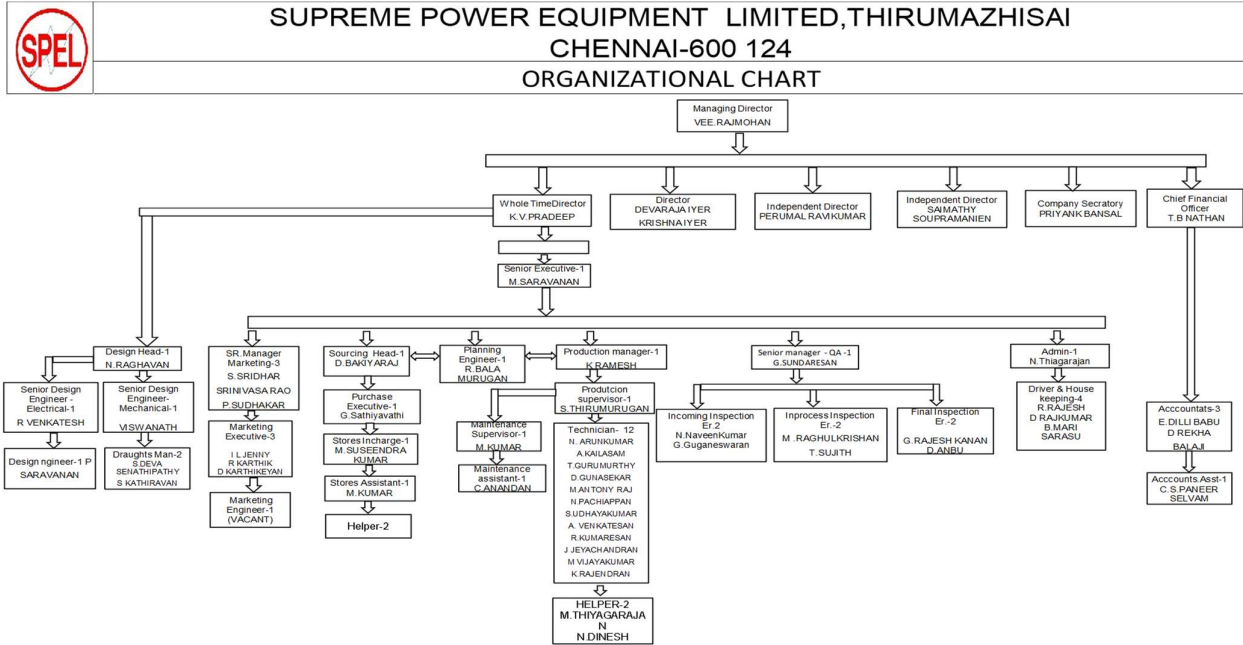 SPEL
SUPREME POWER EQUIPMENT LIMITED,THIRUMAZHISAI
CHENNAI-600 124
ORGANIZATIONAL CHART
Managing Director
VEE.RAJMOHAN
Whole TimeDirector
K.V.PRADEEP
Director
DEVARAJA IYER
KRISHNA IYER
Independent Director
PERUMAL RAVIKUMAR
Independent Director
SAIMATHY
SOUPRAMANIEN
Company Secratory
PRIYANK BANSAL
Chief Financial
Officer
T.B NATHAN
Senior Executive-1
M.SARAVANAN
Design Head-1
N.RAGHAVAN
SR.Manager
Marketing-3
S.SRIDHAR
SRINIVASA RAO
P.SUDHAKAR
Sourcing Head-1
D.BAKIYARAJ
Planning
Engineer-1
R.BALA
MURUGAN
Production manager-1
K.RAMESH
Senior manager - QA -1
G.SUNDARESAN
Admin-1
N.Thiagarajan
Senior Design
Engineer -
Electrical-1
R VENKATESH
Senior Design
Engineer-
Mechanical-1
VISWANATH
Marketing
Executive-3
I L JENNY
R KARTHIK
D KARTHIKEYAN
Purchase
Executive-1
G.Sathiyavathi
Produtcion
supervisor-1
S.THIRUMURUGAN
Incoming Inspection
Er.2
N.NaveenKumar
G.Guganeswaran
Inprocess Inspection
Er.-2
M .RAGHULKRISHAN
T.SUJITH
Final Inspection
Er.-2
G.RAJESH KANAN
D.ANBU
Driver & House
keeping-4
R.RAJESH
D RAJKUMAR
B.MARI
SARASU
Acccountats-3
E.DILLI BABU
D REKHA
BALAJI
Design ngineer-1 P
SARAVANAN
Draughts Man-2
S.DEVA
SENATHIPATHY
S KATHIRAVAN
Marketing
Engineer-1
(VACANT)
Stores Incharge-1
M.SUSEENDRA
KUMAR
Stores Assistant-1
M.KUMAR
Helper-2
Maintenance
Supervisor-1
M.KUMAR
Maintenance
assistant-1
C.ANANDAN
Technician- 12
N. ARUNKUMAR
A.KAILASAM
T.GURUMURTHY
D.GUNASEKAR
M.ANTONY RAJ
N.PACHIAPPAN
S.UDHAYAKUMAR
A. VENKATESAN
R.KUMARESAN
J JEYACHANDRAN
M VIJAYAKUMAR
K.RAJENDRAN
Acccounts.Asst-1
C.S.PANEER
SELVAM
HELPER-2
M.THIYAGARAJA
N
N.DINESH